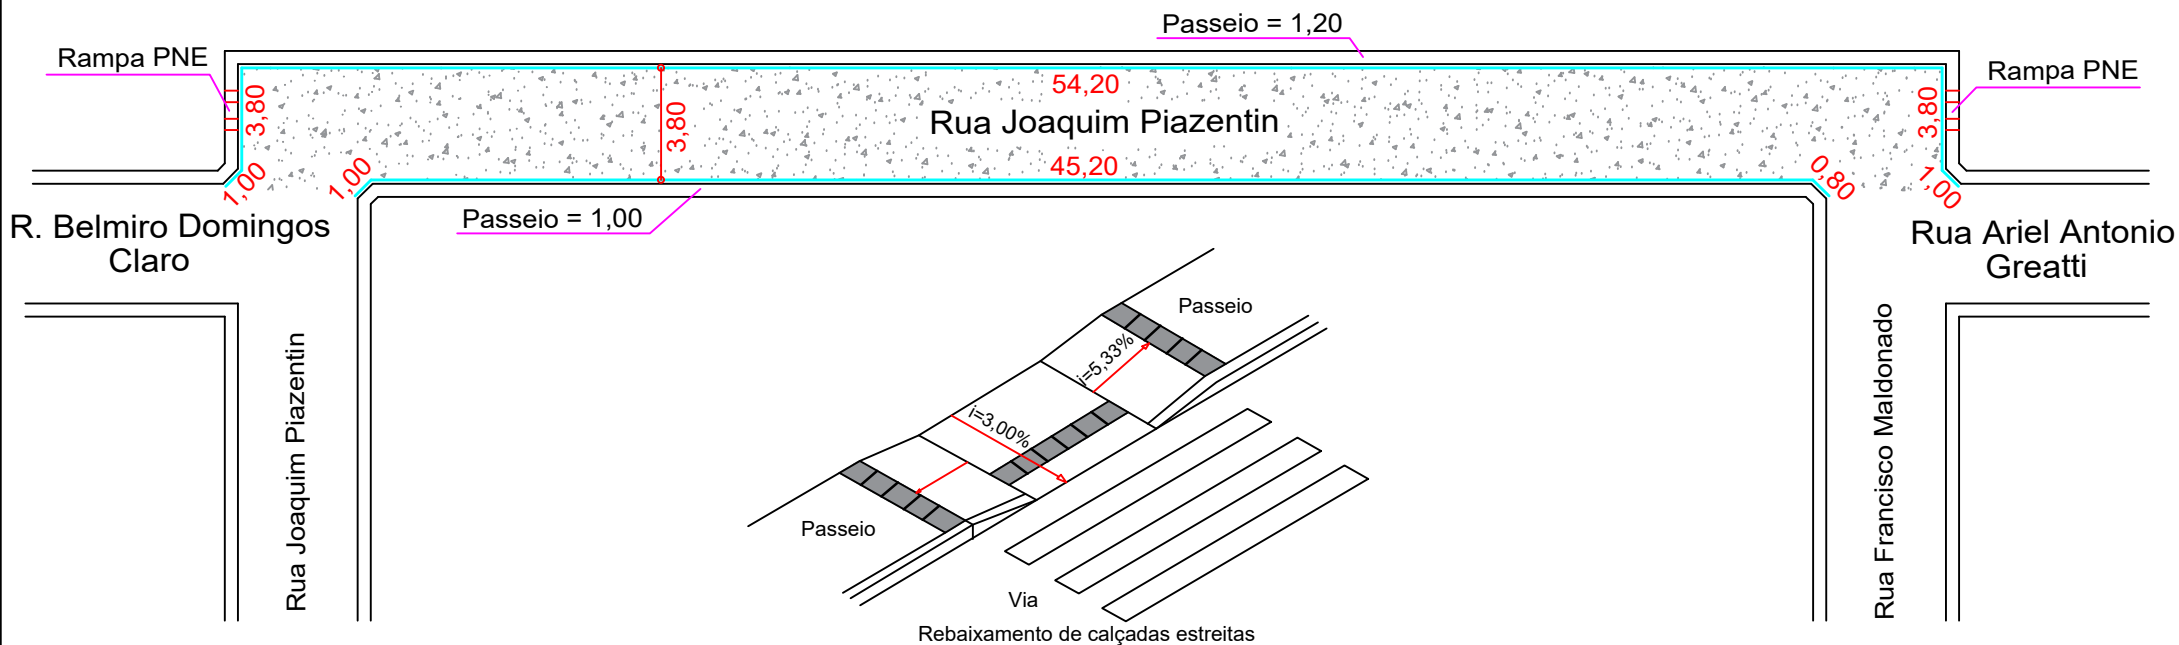 Passeio = 1,20
Rampa PNE
Rampa PNE
54,20
3,80
3,80
3,80
Rua Joaquim Piazentin
45,20
1,00
1,00
0,80
1,00
Passeio = 1,00
R. Belmiro Domingos
Claro
Rua Ariel Antonio
Greatti
Rua Joaquim Piazentin
Rua Francisco Maldonado
Passeio
i=5,33%
i=3,00%
Passeio
Via
Rebaixamento de calçadas estreitas